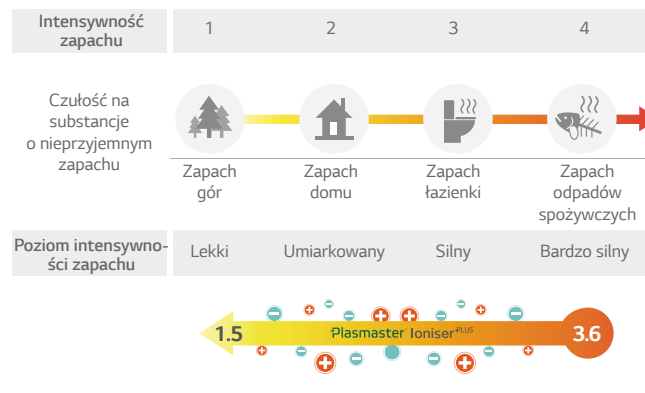 Intensywność
zapachu
1 2 3 4
Czułość na
substancje
o nieprzyjemnym
zapachu
Zapach
gór
Zapach
domu
Zapach
łazienki
Zapach
odpadów
spożywczych
Poziom intensywno-
ści zapachu
Lekki Umiarkowany Silny Bardzo silny
1.5 Plasmaster Ioniser PLUS 3.6